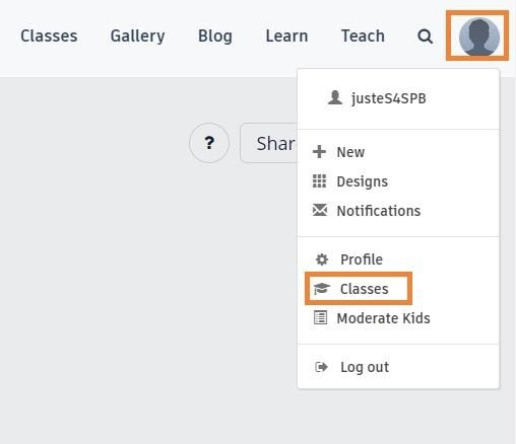 Classes Gallery Blog Learn Teach
justeS4SPB
? Shar
New
Designs
Notifications
Profile
Classes
Moderate Kids
Log out